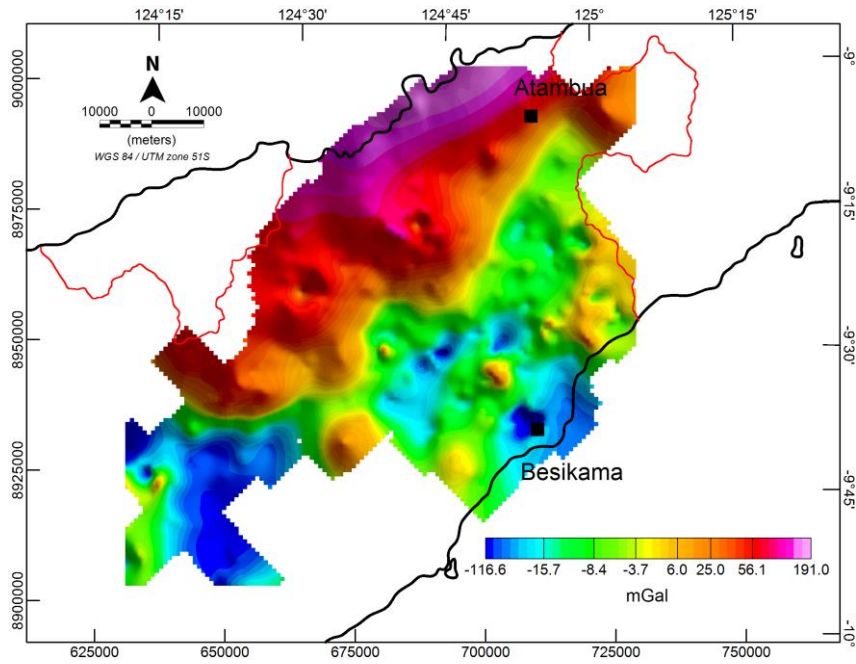 124°15' 124°30' 124°45' 125° 125°15'
N
10000 0 10000
(meters)
WGS 84 / UTM zone 51S
Atambua
Besikama
-116.6 -15.7 -8.4 -3.7 6.0 25.0 56.1 191.0
mGal
9000000
8975000
8950000
8925000
8900000
-9°
-9°15'
-9°30'
-9°45'
-10°
625000 650000 675000 700000 725000 750000